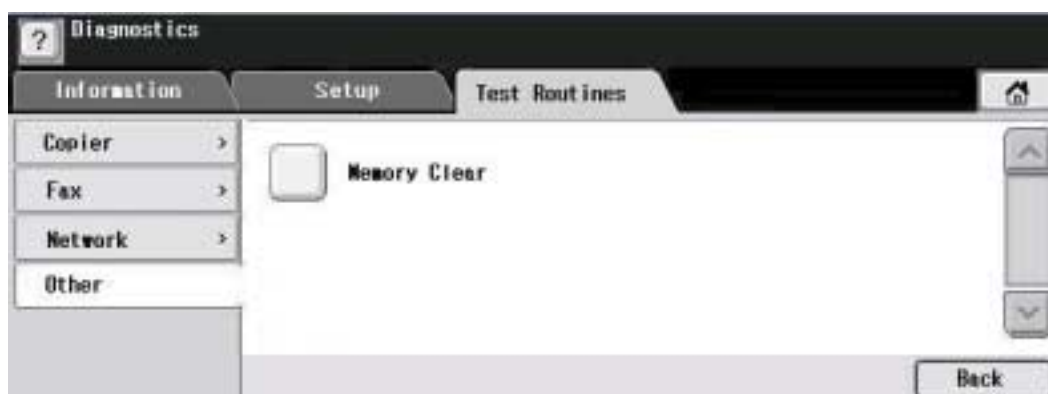 ? Diagnostics
Information Setup Test Routines
Copier >
Memory Clear
Fax >
Network >
Other
Back